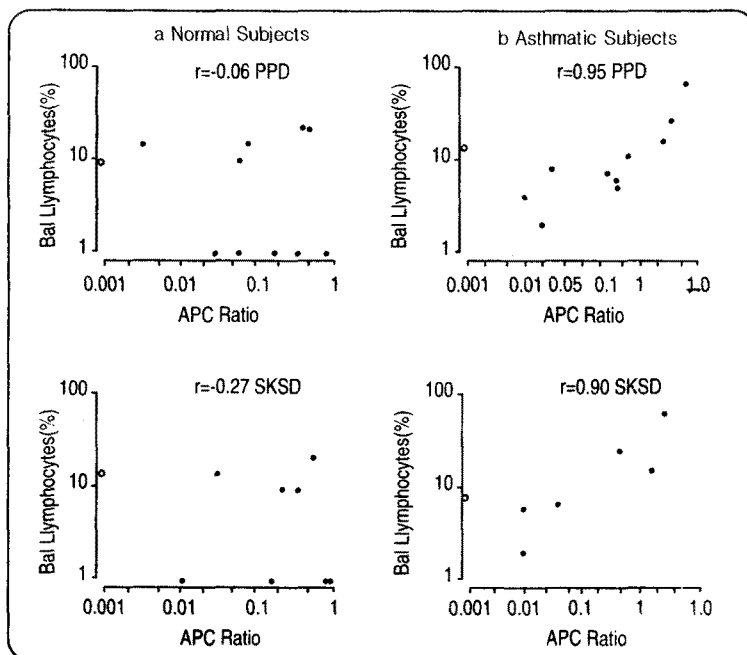 a Normal Subjects
r=-0.06 PPD
Bal Llymphocytes(%)
100
10
1
0.001 0.01 0.1 1
APC Ratio
b Asthmatic Subjects
r=0.95 PPD
Bal Llymphocytes(%)
100
10
1
0.001 0.01 0.05 0.1 1 1.0
APC Ratio
r=-0.27 SKSD
Bal Llymphocytes(%)
100
10
1
0.001 0.01 0.1 1
APC Ratio
r=0.90 SKSD
Bal Llymphocytes(%)
100
10
1
0.001 0.01 0.1 1 1.0
APC Ratio